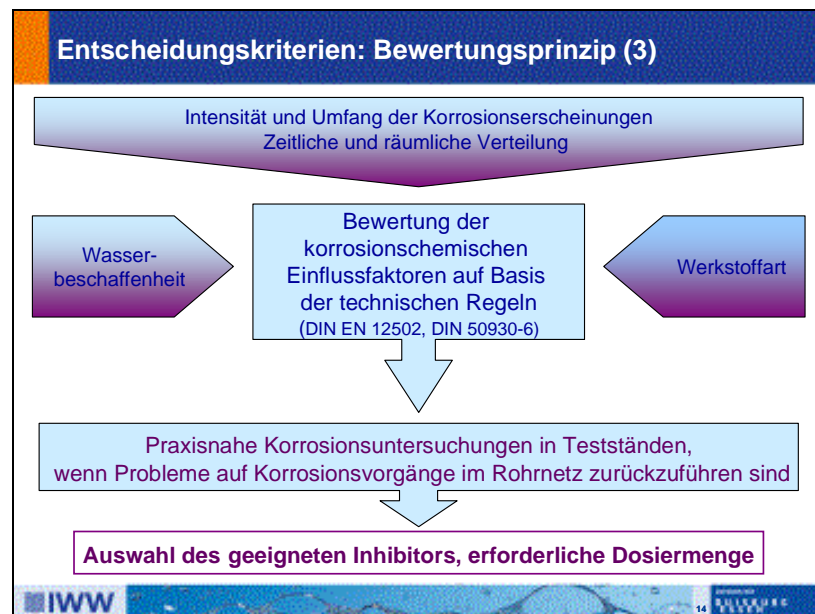 Entscheidungskriterien: Bewertungsprinzip (3)
Intensität und Umfang der Korrosionserscheinungen
Zeitliche und räumliche Verteilung
Wasser-
beschaffenheit
Bewertung der
korrosionschemischen
Einflussfaktoren auf Basis
der technischen Regeln
(DIN EN 12502, DIN 50930-6)
Werkstoffart
Praxisnahe Korrosionsuntersuchungen in Testständen,
wenn Probleme auf Korrosionsvorgänge im Rohrnetz zurückzuführen sind
Auswahl des geeigneten Inhibitors, erforderliche Dosiermenge
IWW
14